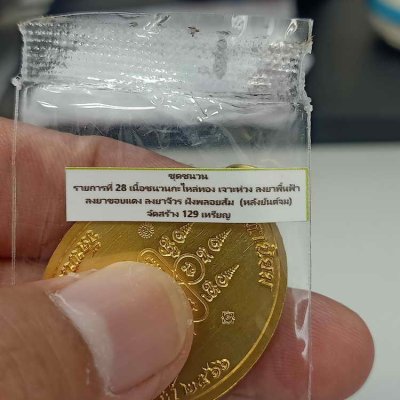 ชุดชนวน
รายการที่ 28 เนื้อชนวนกะไหล่ทอง เจาะห่วง ลงยาพื้นฟ้า
ลงยาขอบแดง ลงยาจีวร ฝังพลอยส้ม (หลังยันต์จม)
จัดสร้าง 129 เหรียญ
๒๕๖๖